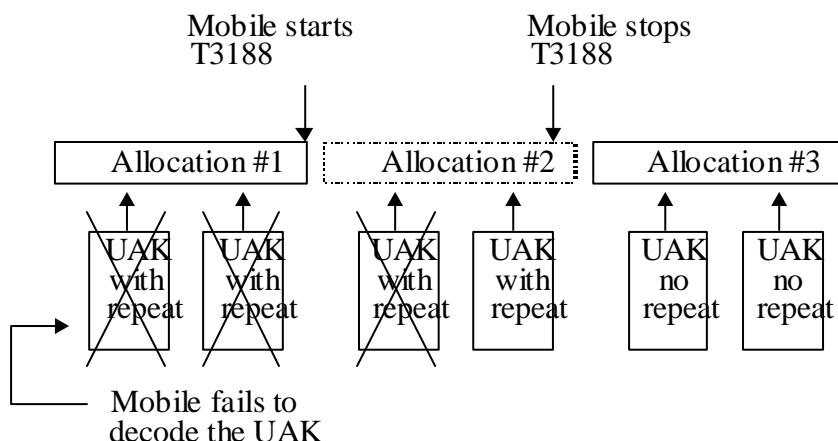 Mobile starts
T3188
Mobile stops
T3188
Allocation #1
Allocation #2
Allocation #3
UAK
with
repeat
UAK
with
repeat
UAK
with
repeat
UAK
with
repeat
UAK
no
repeat
UAK
no
repeat
Mobile fails to
decode the UAK